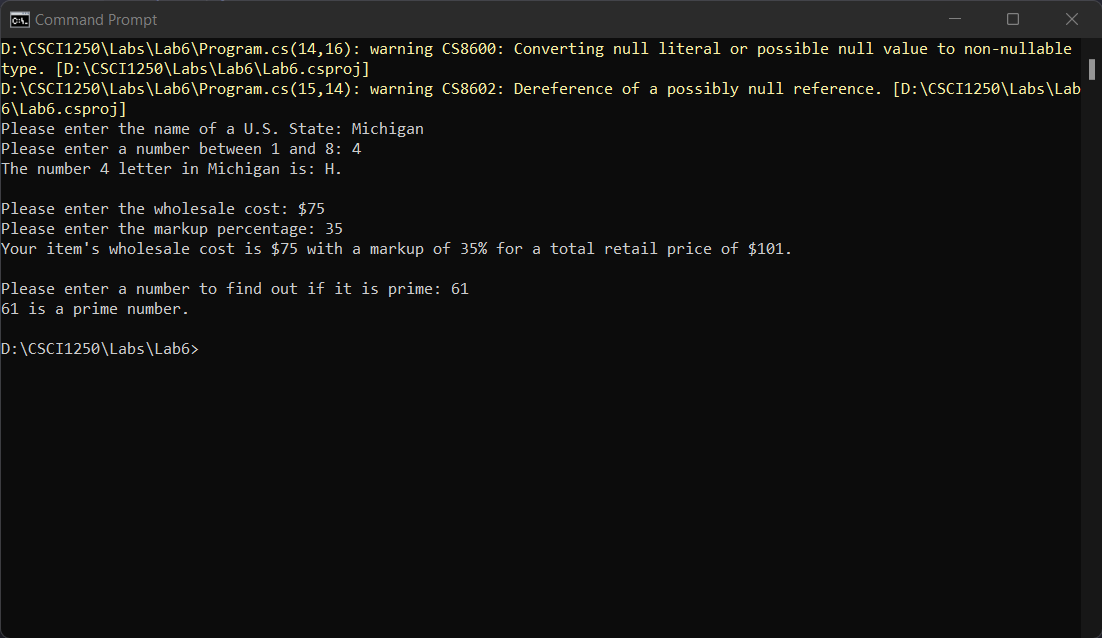 Command Prompt
D:\CSCI1250\Labs\Lab6\Program.cs(14,16): warning CS8600: Converting null literal or possible null value to non-nullable
type. [D:\CSCI1250\Labs\Lab6\Lab6.csproj]
D:\CSCI1250\Labs\Lab6\Program.cs(15,14): warning CS8602: Dereference of a possibly null reference. [D:\CSCI1250\Labs\Lab
6\Lab6.csproj]
Please enter the name of a U.S. State: Michigan
Please enter a number between 1 and 8: 4
The number 4 letter in Michigan is: H.
Please enter the wholesale cost: $75
Please enter the markup percentage: 35
Your item's wholesale cost is $75 with a markup of 35% for a total retail price of $101.
Please enter a number to find out if it is prime: 61
61 is a prime number.
D:\CSCI1250\Labs\Lab6>